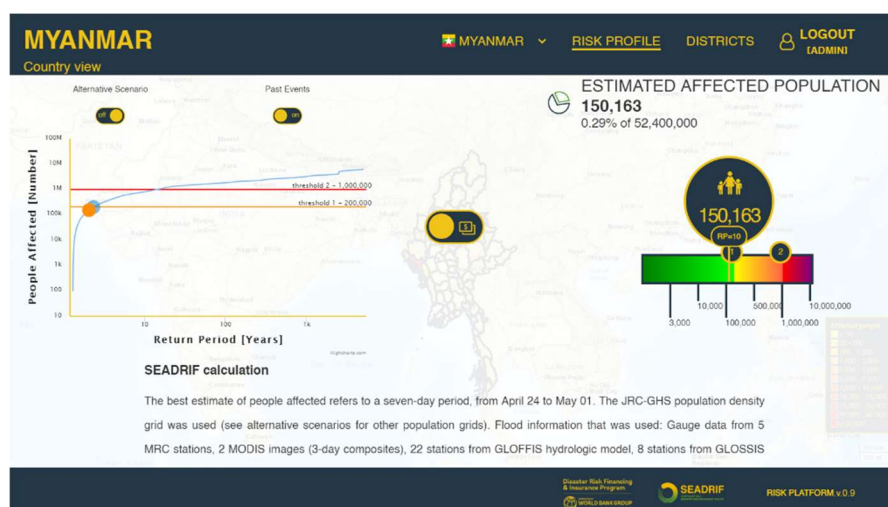 MYANMAR
Country view
MYANMAR
RISK PROFILE
DISTRICTS
LOGOUT
[ADMIN]
Alternative Scenario
off
Past Events
on
ESTIMATED AFFECTED POPULATION
150,163
0.29% of 52,400,000
People Affected [Number]
100M
10M
1M
100k
10k
1k
100
10
threshold 2 - 1,000,000
threshold 1 - 200,000
10
100
1k
Return Period [Years]
Highcharts.com
150,163
RP=10
1
2
10,000
500,000
10,000,000
3,000
100,000
1,000,000
SEADRIF calculation
The best estimate of people affected refers to a seven-day period, from April 24 to May 01. The JRC-GHS population density
grid was used (see alternative scenarios for other population grids). Flood information that was used: Gauge data from 5
MRC stations, 2 MODIS images (3-day composites), 22 stations from GLOFFIS hydrologic model, 8 stations from GLOSSIS
Disaster Risk Financing
& Insurance Program
WORLD BANK GROUP
SEADRIF
RISK PLATFORM.v.0.9